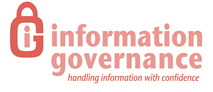 i information
governance
handling information with confidence